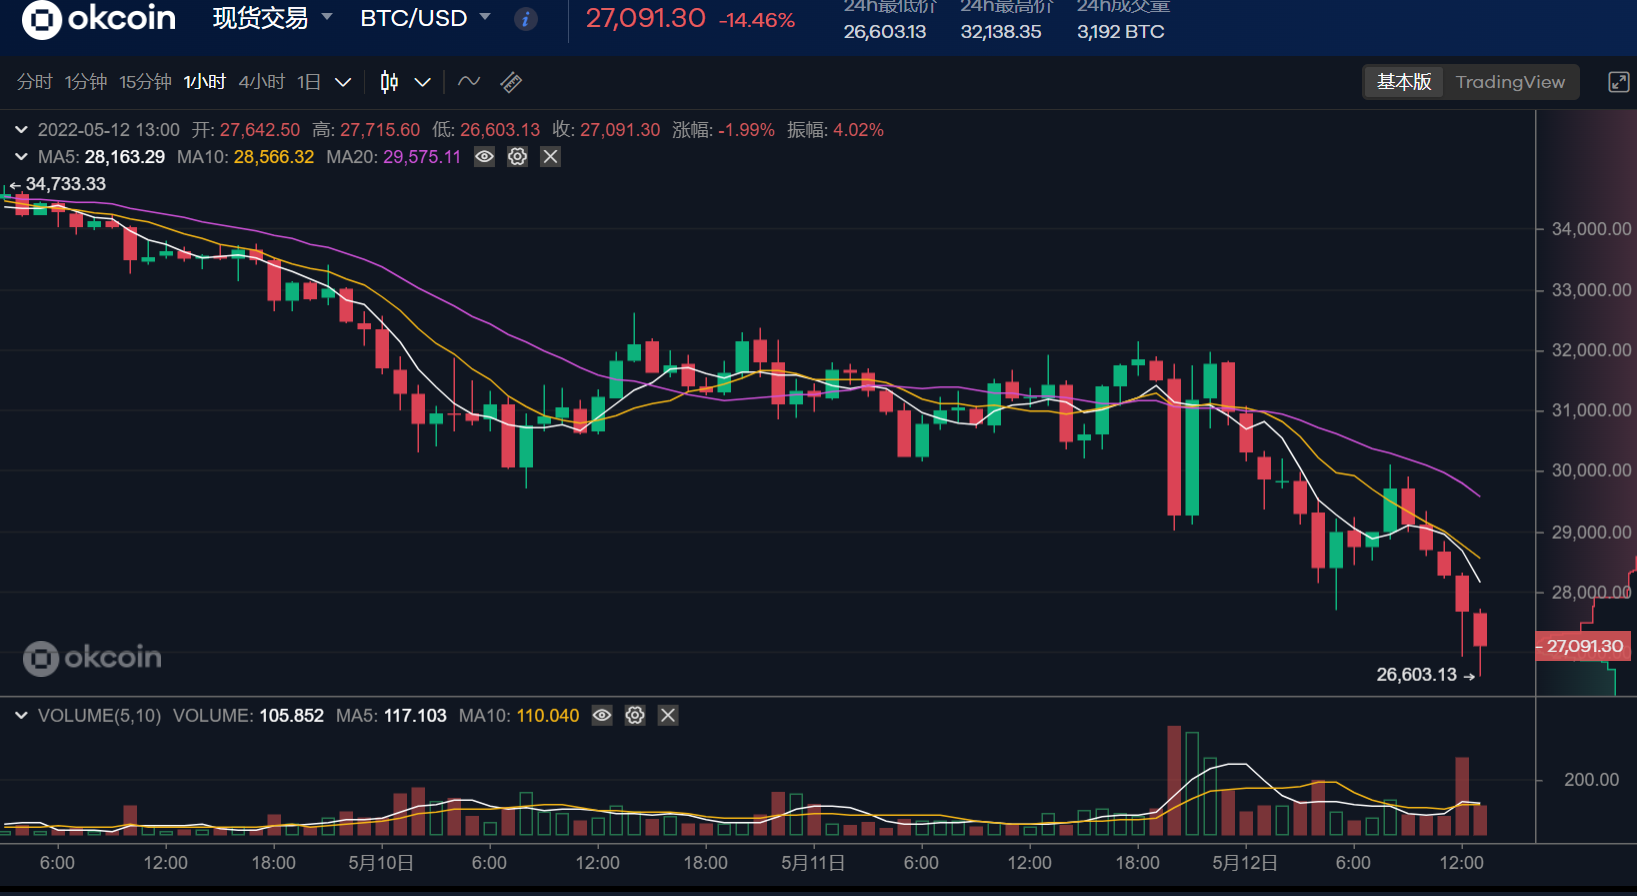 okcoin 现货交易 BTC/USD 27,091.30 -14.46% 24h最低价 24h最高价 24h成交量
26,603.13 32,138.35 3,192 BTC
分时 1分钟 15分钟 1小时 4小时 1日 基本版 TradingView
2022-05-12 13:00 开: 27,642.50 高: 27,715.60 低: 26,603.13 收: 27,091.30 涨幅: -1.99% 振幅: 4.02%
MA5: 28,163.29 MA10: 28,566.32 MA20: 29,575.11
←34,733.33
34,000.00
33,000.00
32,000.00
31,000.00
30,000.00
29,000.00
28,000.00
27,091.30
okcoin
26,603.13→
VOLUME(5,10) VOLUME: 105.852 MA5: 117.103 MA10: 110.040
200.00
6:00 12:00 18:00 5月10日 6:00 12:00 18:00 5月11日 6:00 12:00 18:00 5月12日 6:00 12:00